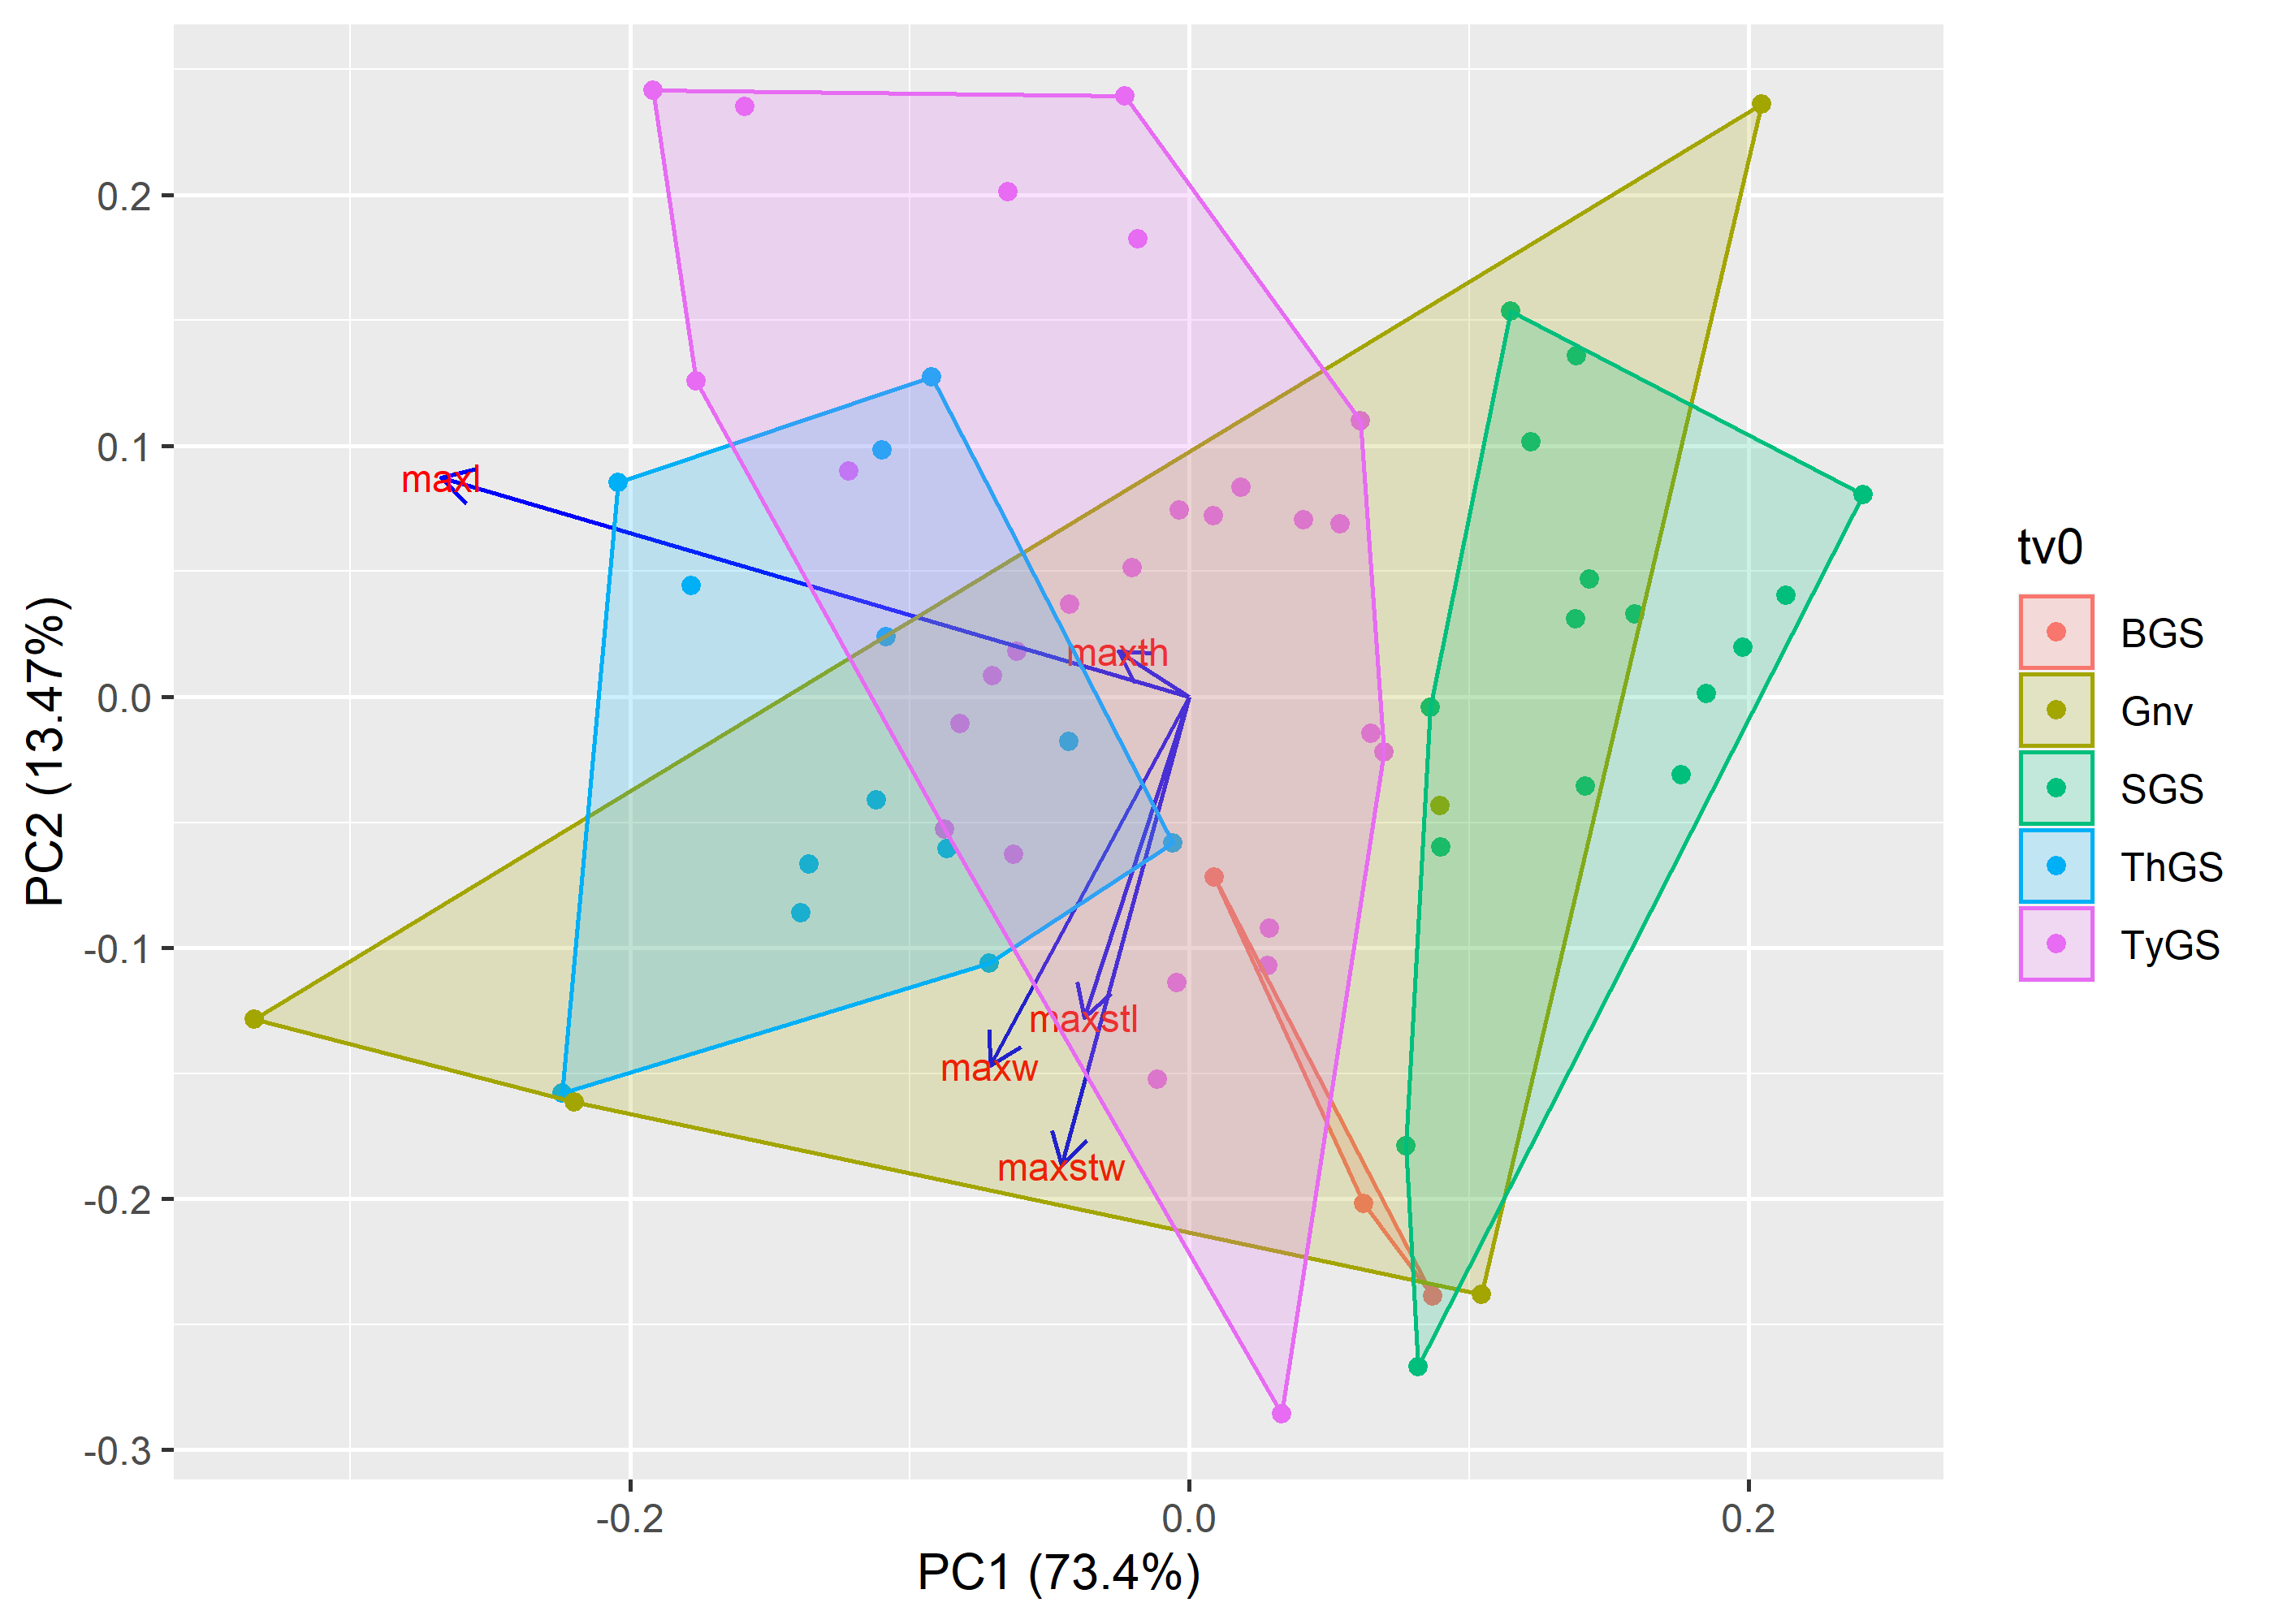 0.2
0.1
0.0
-0.1
-0.2
-0.3
PC2 (13.47%)
maxl
maxth
maxstl
maxw
maxstw
-0.2
0.0
0.2
PC1 (73.4%)
tv0
BGS
Gnv
SGS
ThGS
TyGS